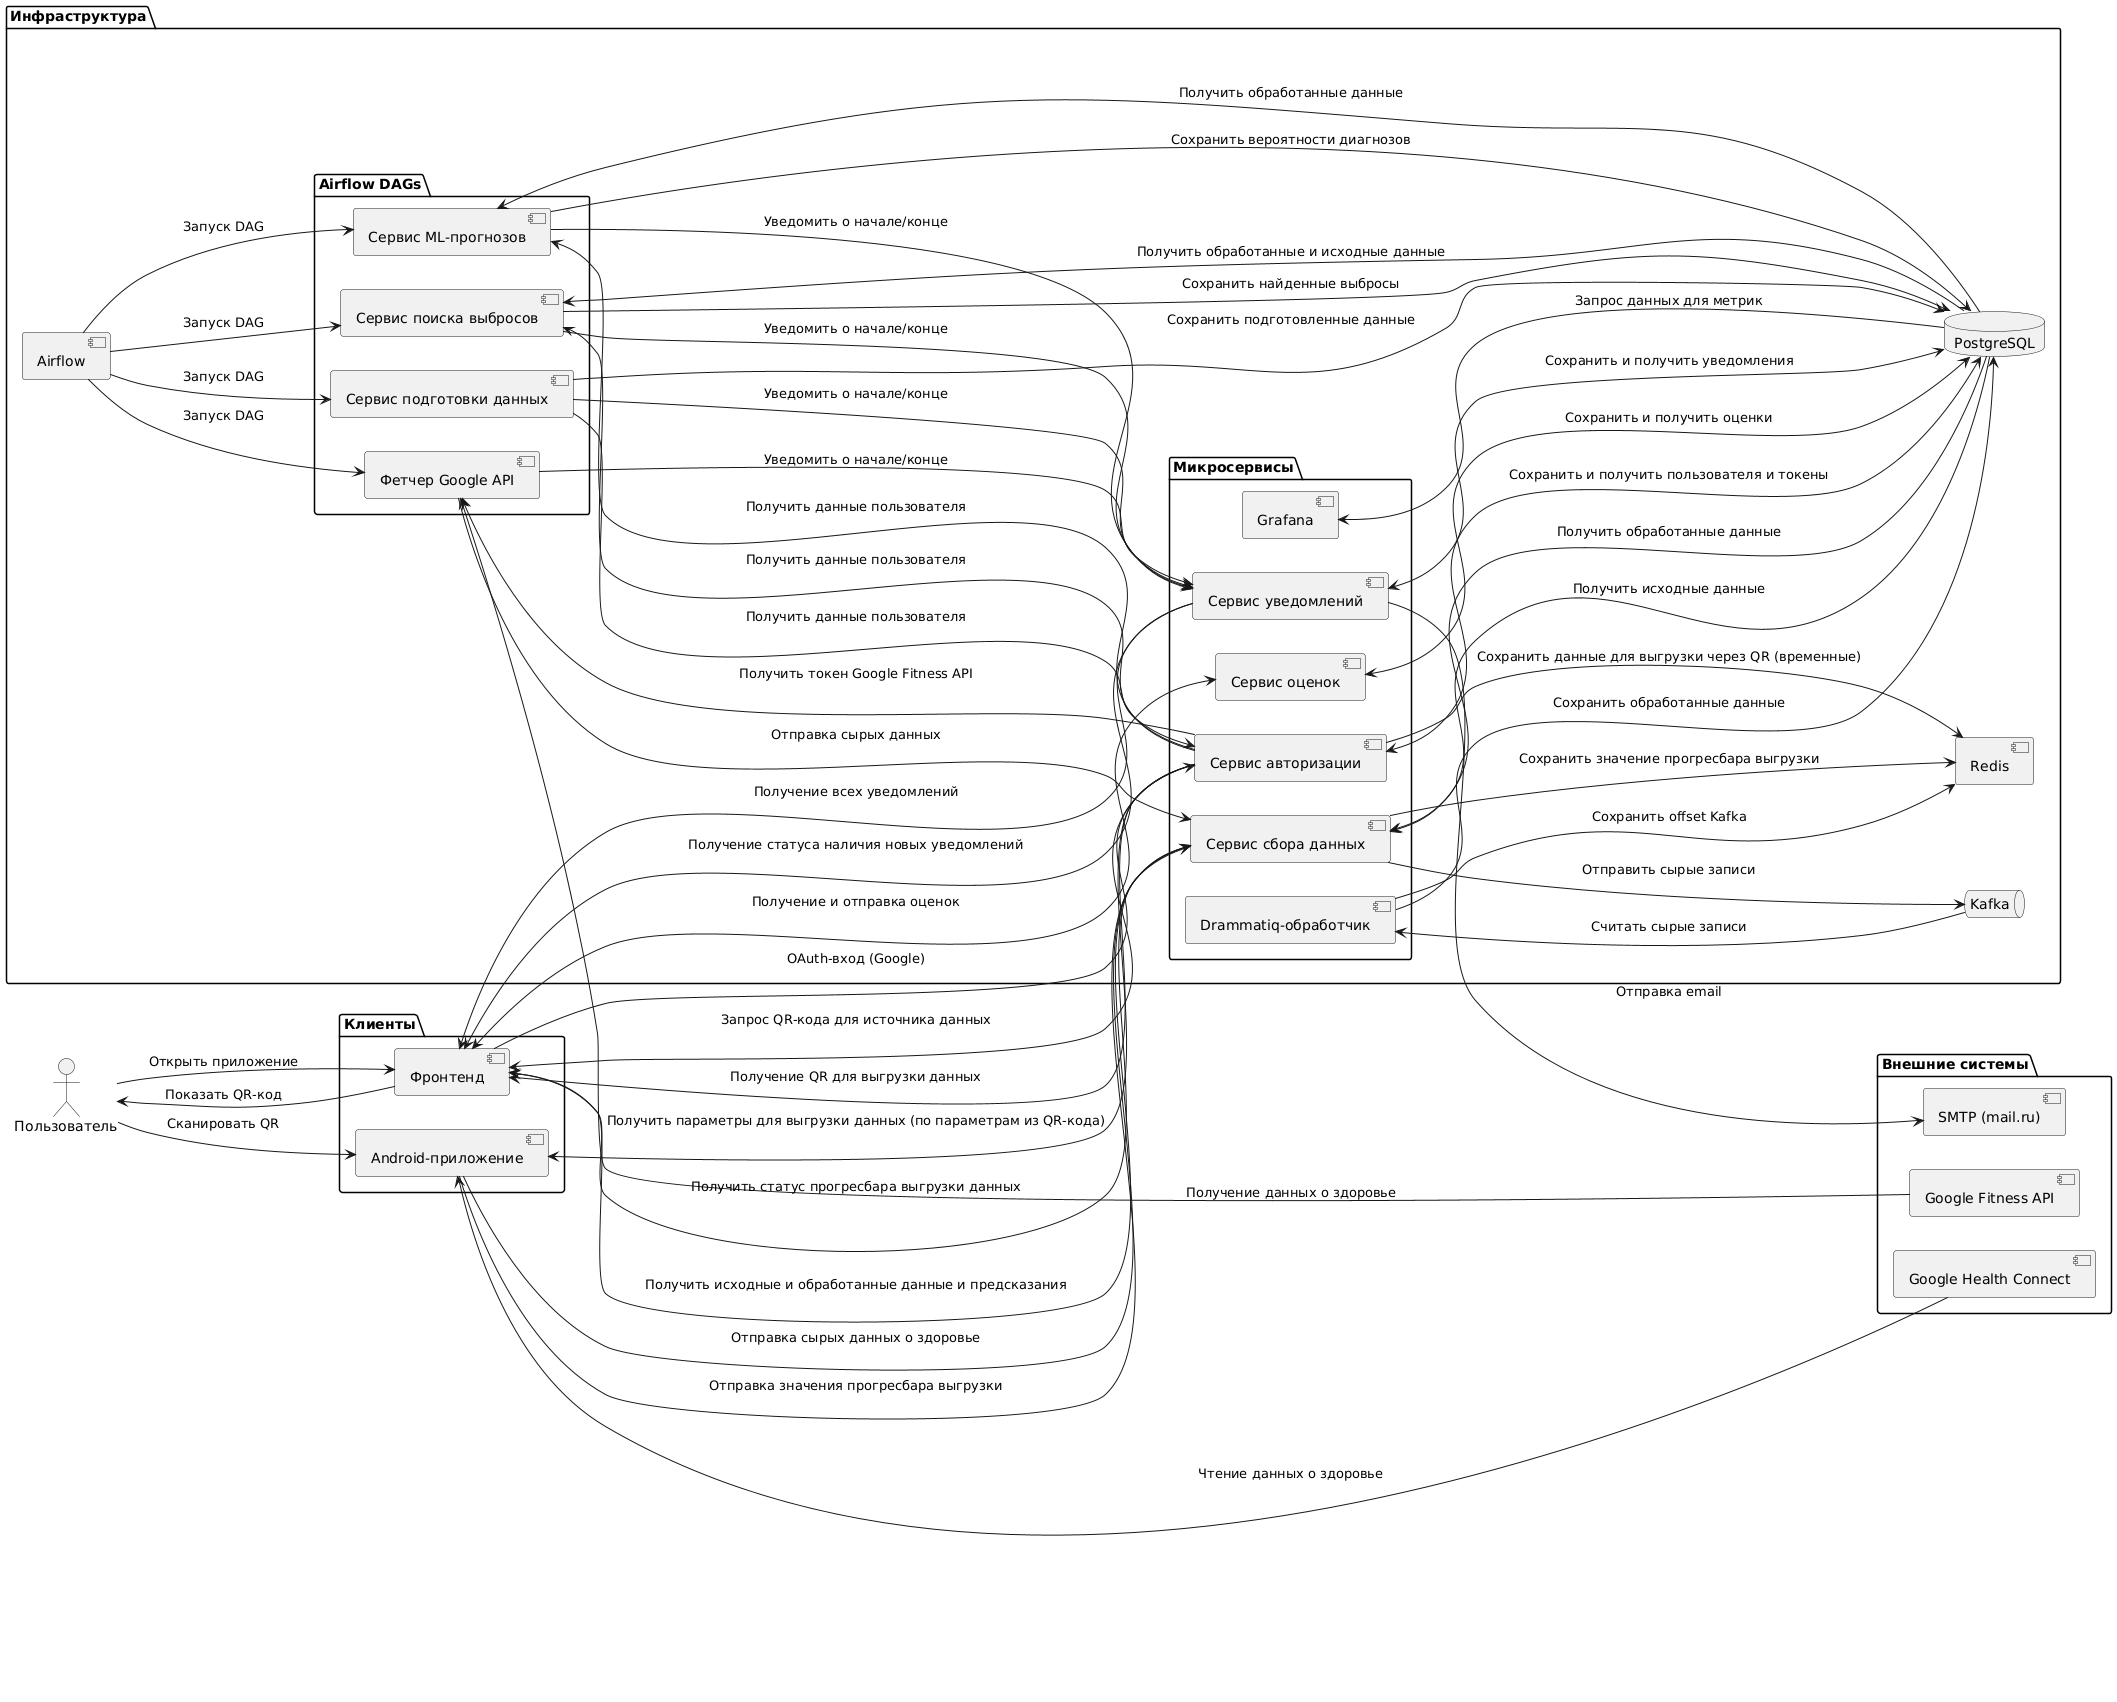 Инфраструктура
Получить обработанные данные
Сохранить вероятности диагнозов
Airflow DAGs
Запуск DAG
Сервис ML-прогнозов
Уведомить о начале/конце
Получить обработанные и исходные данные
Сохранить найденные выбросы
Запрос данных для метрик
Запуск DAG
Сервис поиска выбросов
Уведомить о начале/конце
Сохранить подготовленные данные
PostgreSQL
Airflow
Сохранить и получить уведомления
Запуск DAG
Сервис подготовки данных
Уведомить о начале/конце
Запуск DAG
Сохранить и получить оценки
Уведомить о начале/конце
Микросервисы
Фетчер Google API
Сохранить и получить пользователя и токены
Получить данные пользователя
Grafana
Получить обработанные данные
Получить данные пользователя
Получить исходные данные
Сервис уведомлений
Получить данные пользователя
Сохранить данные для выгрузки через QR (временные)
Получить токен Google Fitness API
Сервис оценок
Сохранить обработанные данные
Отправка сырых данных
Сервис авторизации
Сохранить значение прогресбара выгрузки
Redis
Получение всех уведомлений
Сохранить offset Kafka
Получение статуса наличия новых уведомлений
Сервис сбора данных
Отправить сырые записи
Получение и отправка оценок
Kafka
Drammatiq-обработчик
Считать сырые записи
OAuth-вход (Google)
Отправка email
Клиенты
Запрос QR-кода для источника данных
Открыть приложение
Внешние системы
Фронтенд
Получение QR для выгрузки данных
Показать QR-код
Пользователь
Сканировать QR
Получить параметры для выгрузки данных (по параметрам из QR-кода)
SMTP (mail.ru)
Android-приложение
Получить статус прогресбара выгрузки данных
Получение данных о здоровье
Google Fitness API
Google Health Connect
Получить исходные и обработанные данные и предсказания
Отправка сырых данных о здоровье
Отправка значения прогресбара выгрузки
Чтение данных о здоровье